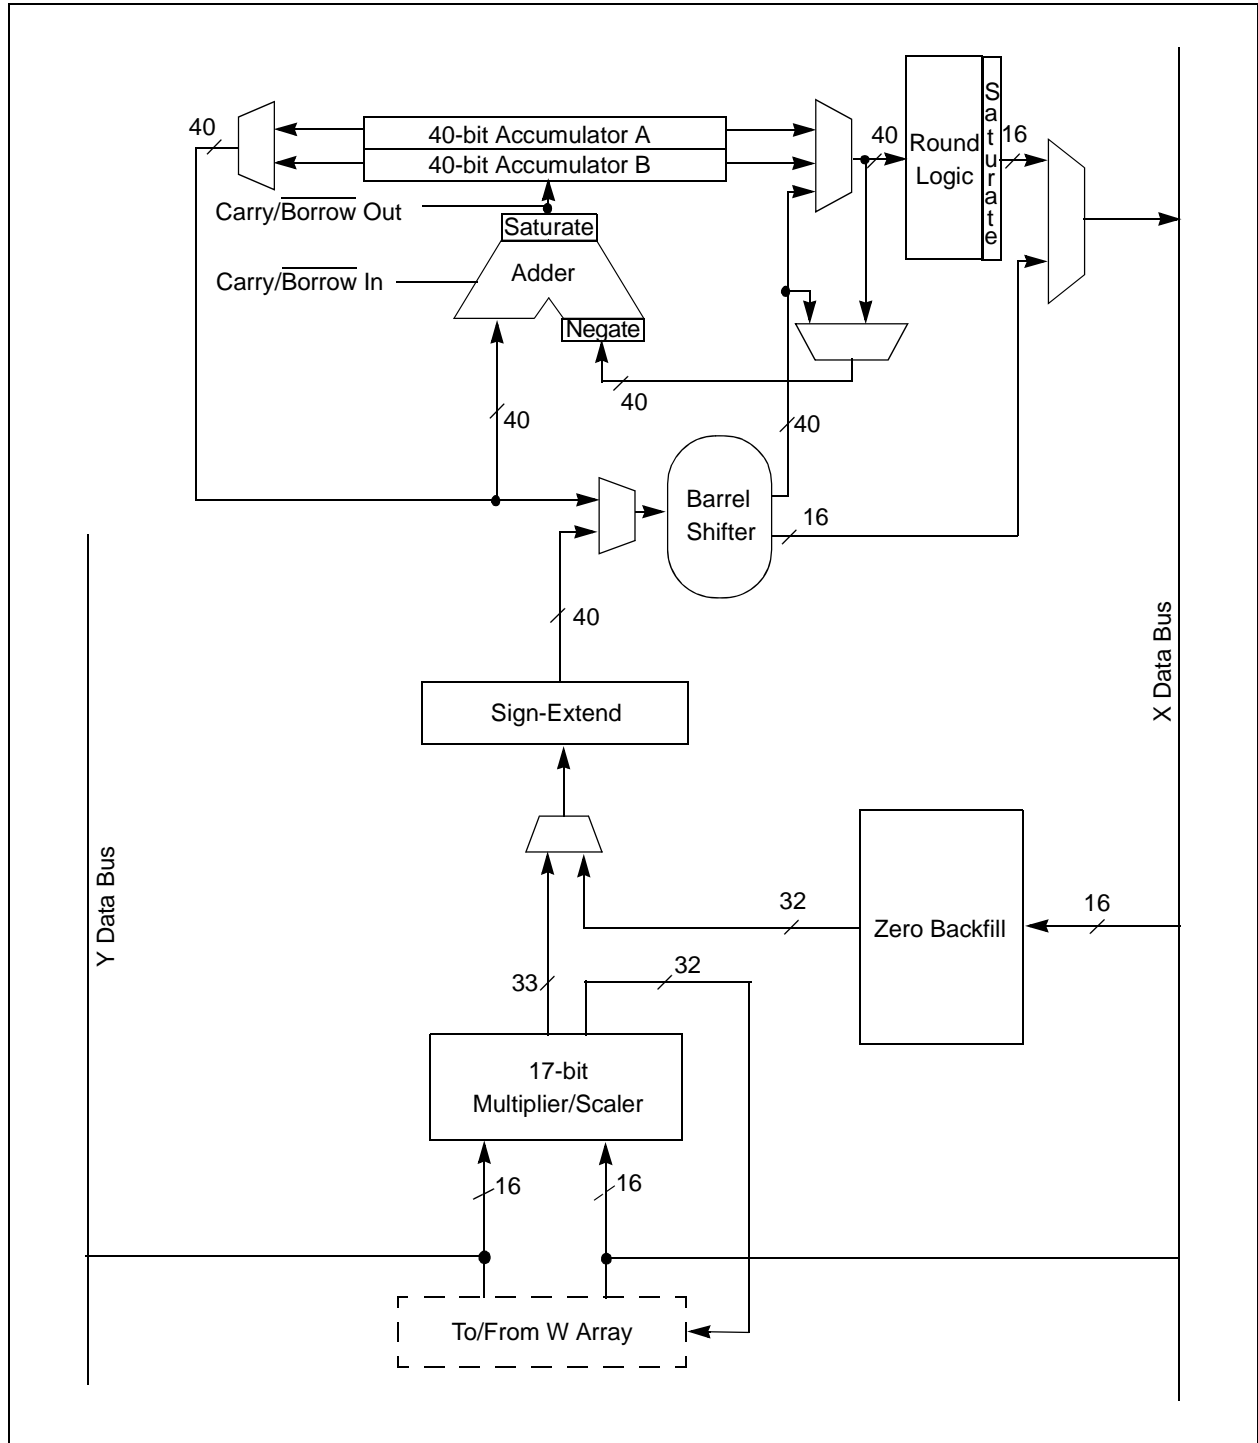 40
40-bit Accumulator A
40-bit Accumulator B
40
Round
Logic
Saturate
16
Carry/Borrow Out
Saturate
Carry/Borrow In
Adder
Negate
40
40
40
Barrel
Shifter
16
40
X Data Bus
Sign-Extend
Y Data Bus
32
Zero Backfill
16
33
32
17-bit
Multiplier/Scaler
16
16
To/From W Array